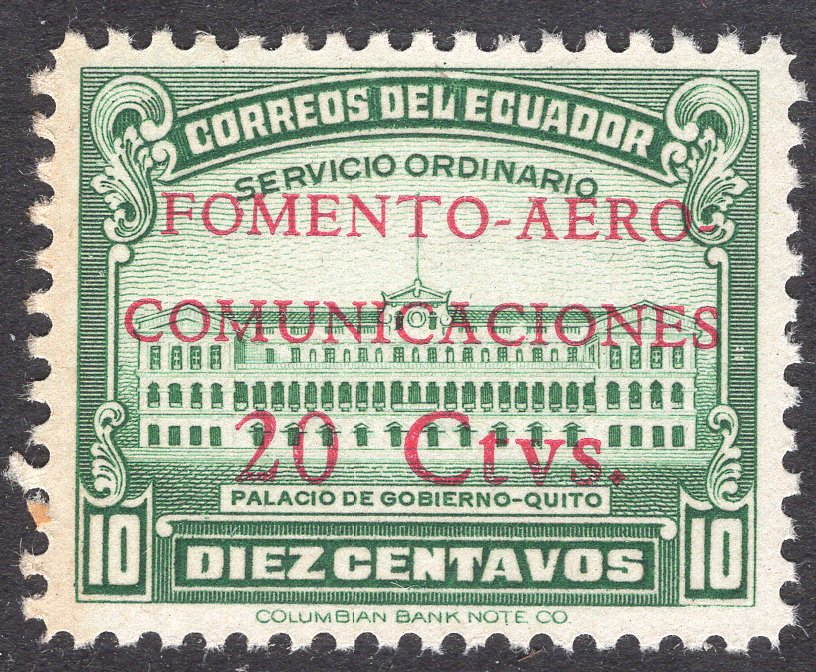 CORREOS DEL ECUADOR
SERVICIO ORDINARIO
FOMENTO-AERO-
COMUNICACIONES
20 Ctvs.
PALACIO DE GOBIERNO-QUITO
10 DIEZ CENTAVOS 10
COLUMBIAN BANK NOTE CO.